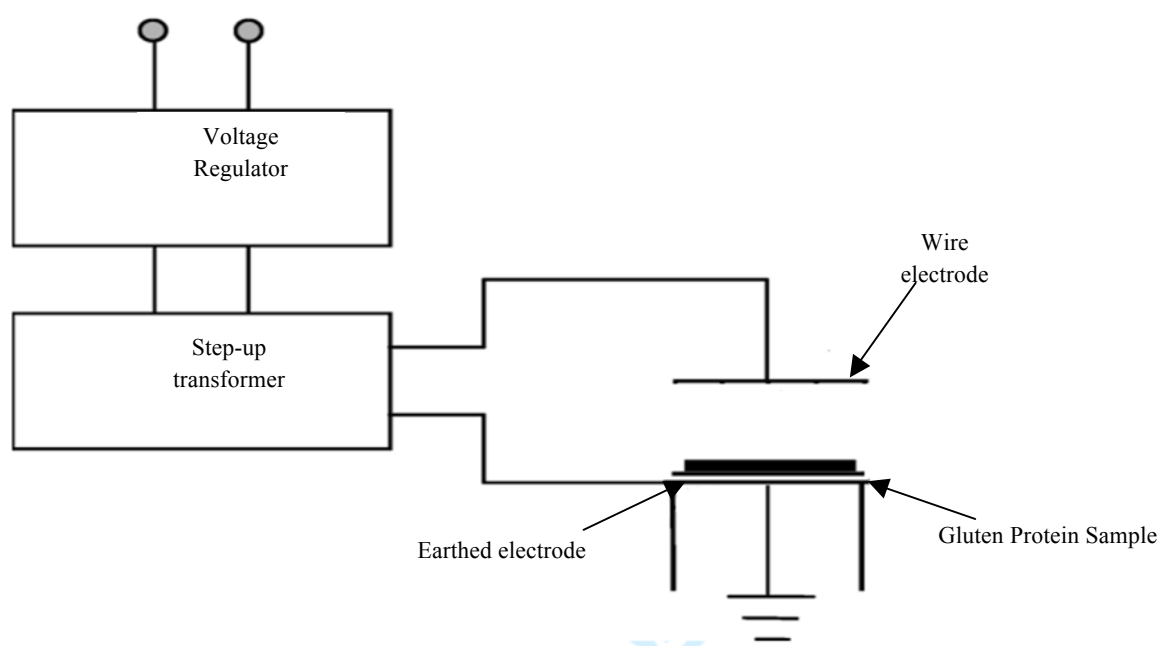 Voltage
Regulator
Wire
electrode
Step-up
transformer
Earthed electrode
Gluten Protein Sample